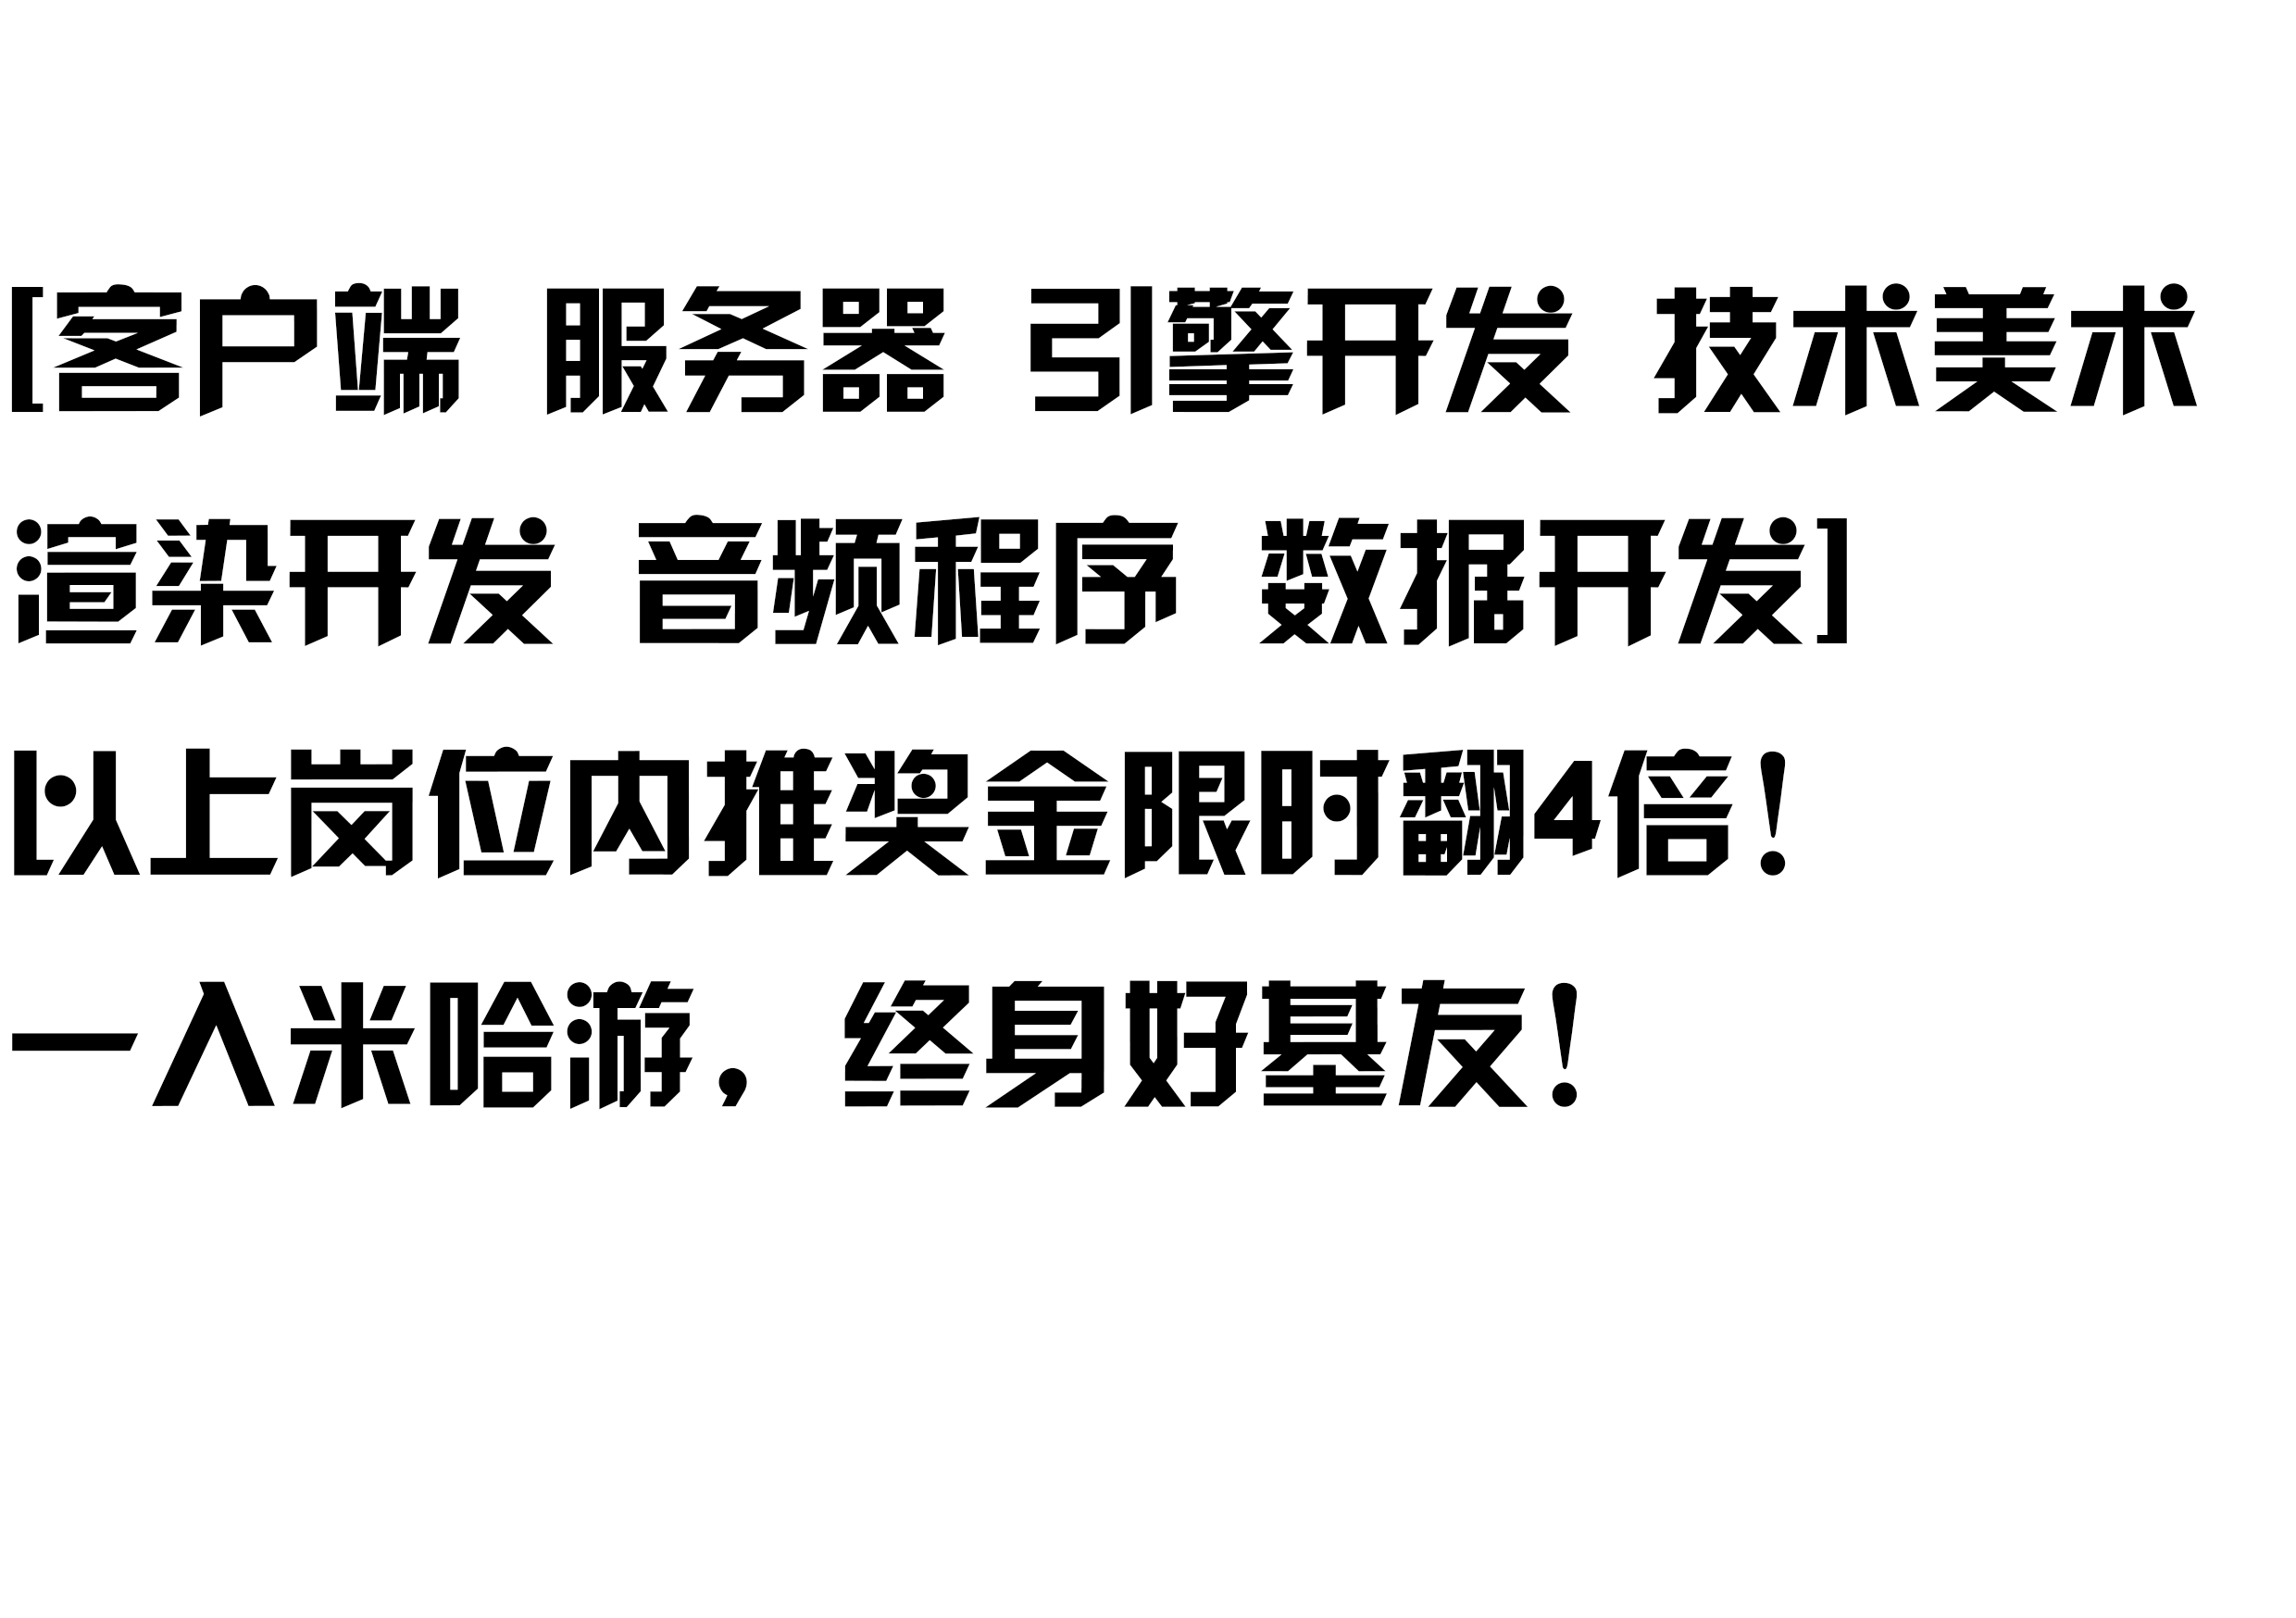 [客户端 服务器 引擎开发 技术美术
渲染开发 音视频程序 数据开发]
以上岗位内推奖金限时翻4倍！
一入米哈游，终身好基友！